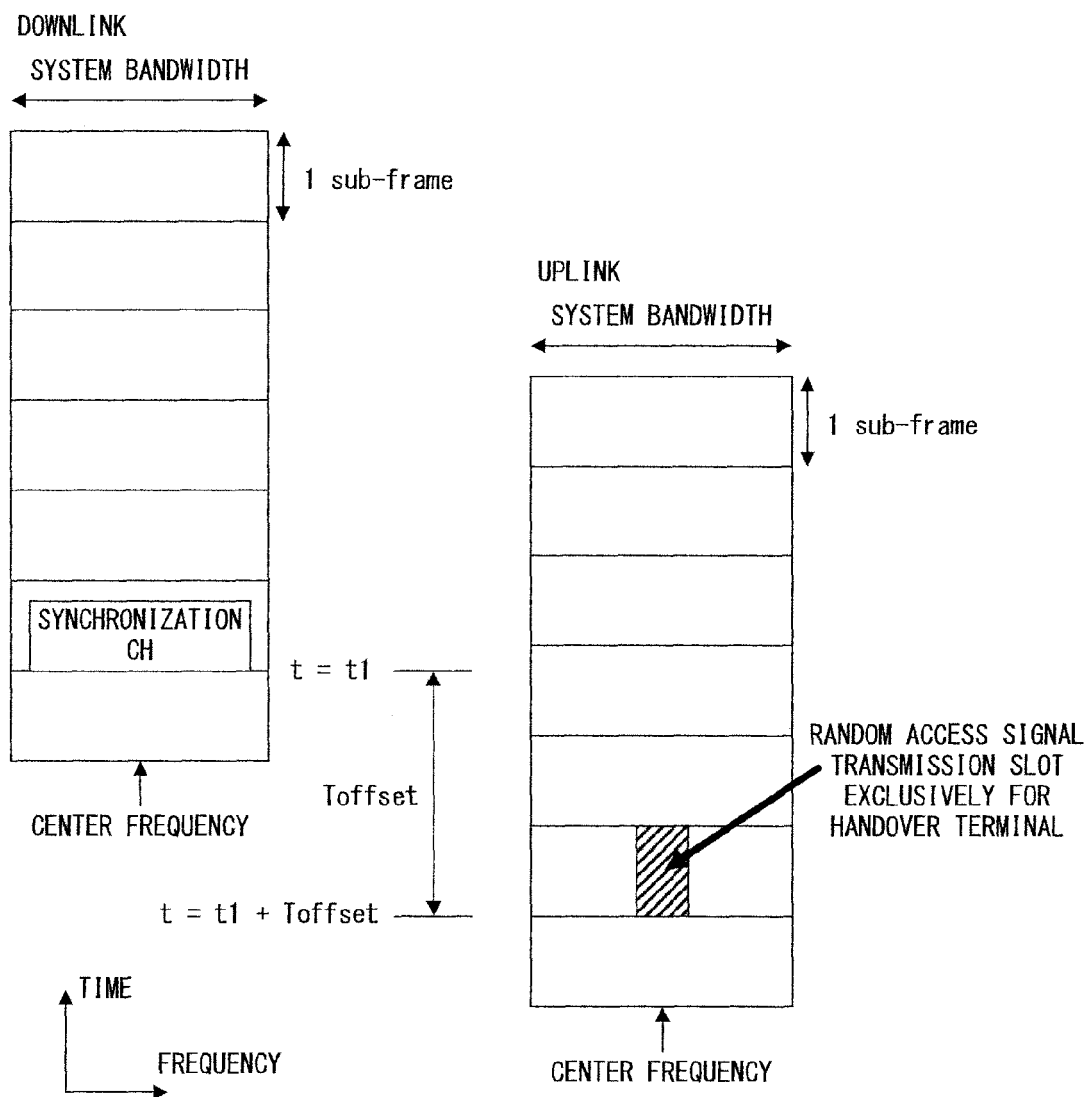 DOWNLINK
SYSTEM BANDWIDTH
1 sub-frame
UPLINK
SYSTEM BANDWIDTH
1 sub-frame
SYNCHRONIZATION
CH
t = t1
CENTER FREQUENCY
Toffset
RANDOM ACCESS SIGNAL
TRANSMISSION SLOT
EXCLUSIVELY FOR
HANDOVER TERMINAL
t = t1 + Toffset
TIME
FREQUENCY
CENTER FREQUENCY